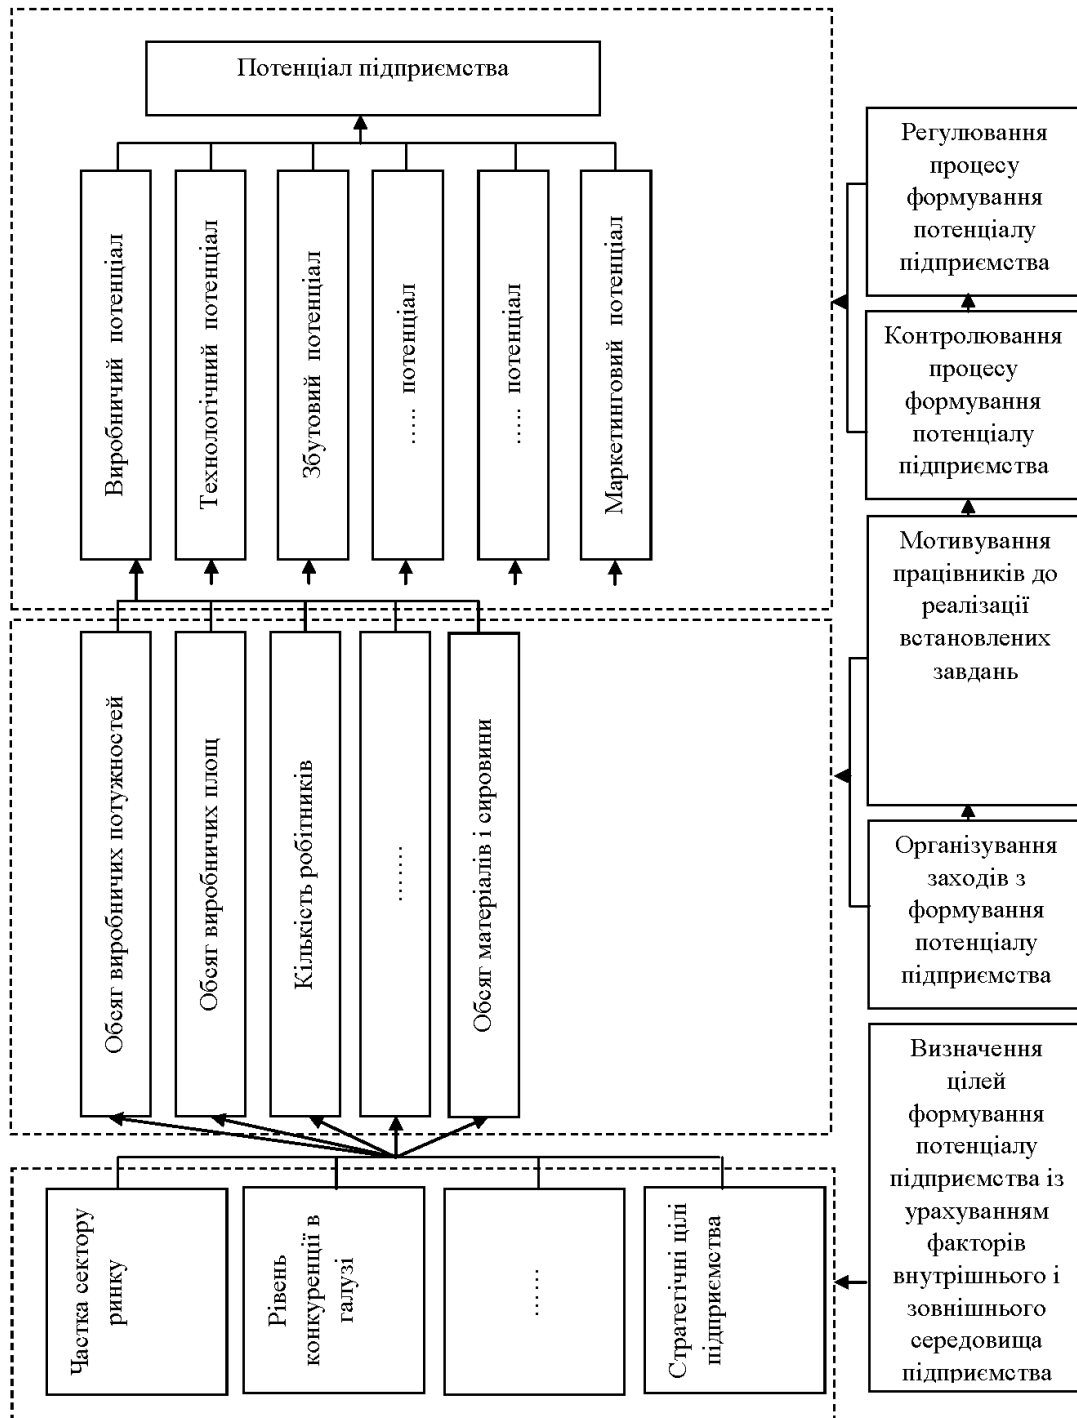 Потенціал підприємства
Виробничий потенціал
Технологічний потенціал
Збутовий потенціал
…… потенціал
…… потенціал
Маркетинговий потенціал
Обсяг виробничих потужностей
Обсяг виробничих площ
Кількість робітників
………
Обсяг матеріалів і сировини
Частка сектору
ринку
Рівень
конкуренції в
галузі
……
Стратегічні цілі
підприємства
Регулювання
процесу
формування
потенціалу
підприємства
Контролювання
процесу
формування
потенціалу
підприємства
Мотивування
працівників до
реалізації
встановлених
завдань
Організування
заходів з
формування
потенціалу
підприємства
Визначення
цілей
формування
потенціалу
підприємства із
урахуванням
факторів
внутрішнього і
зовнішнього
середовища
підприємства